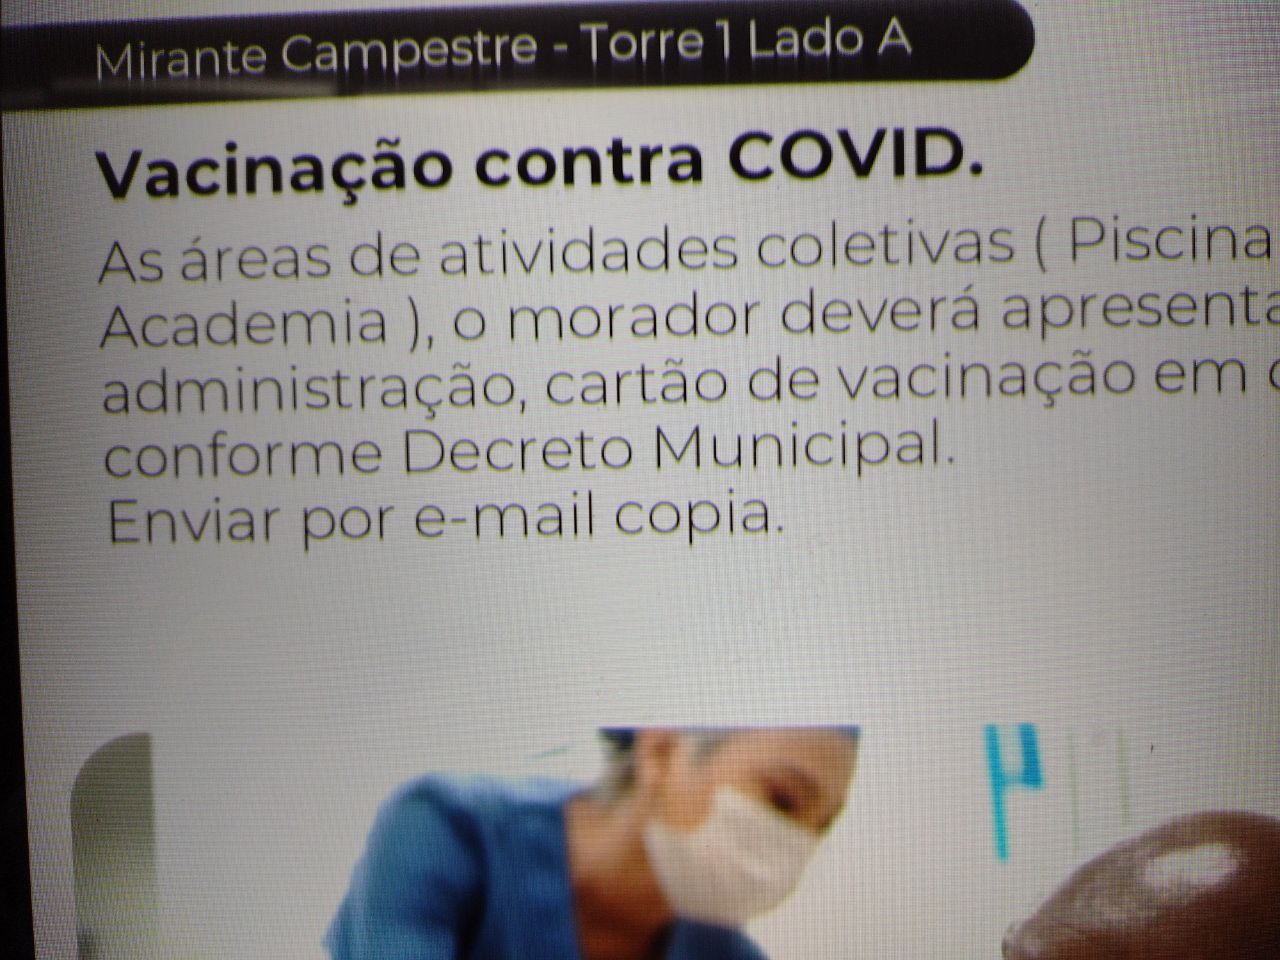 Mirante Campestre - Torre 1 Lado A
Vacinação contra COVID.
As áreas de atividades coletivas ( Piscina
Academia ), o morador deverá apresenta
administração, cartão de vacinação em
conforme Decreto Municipal.
Enviar por e-mail copia.